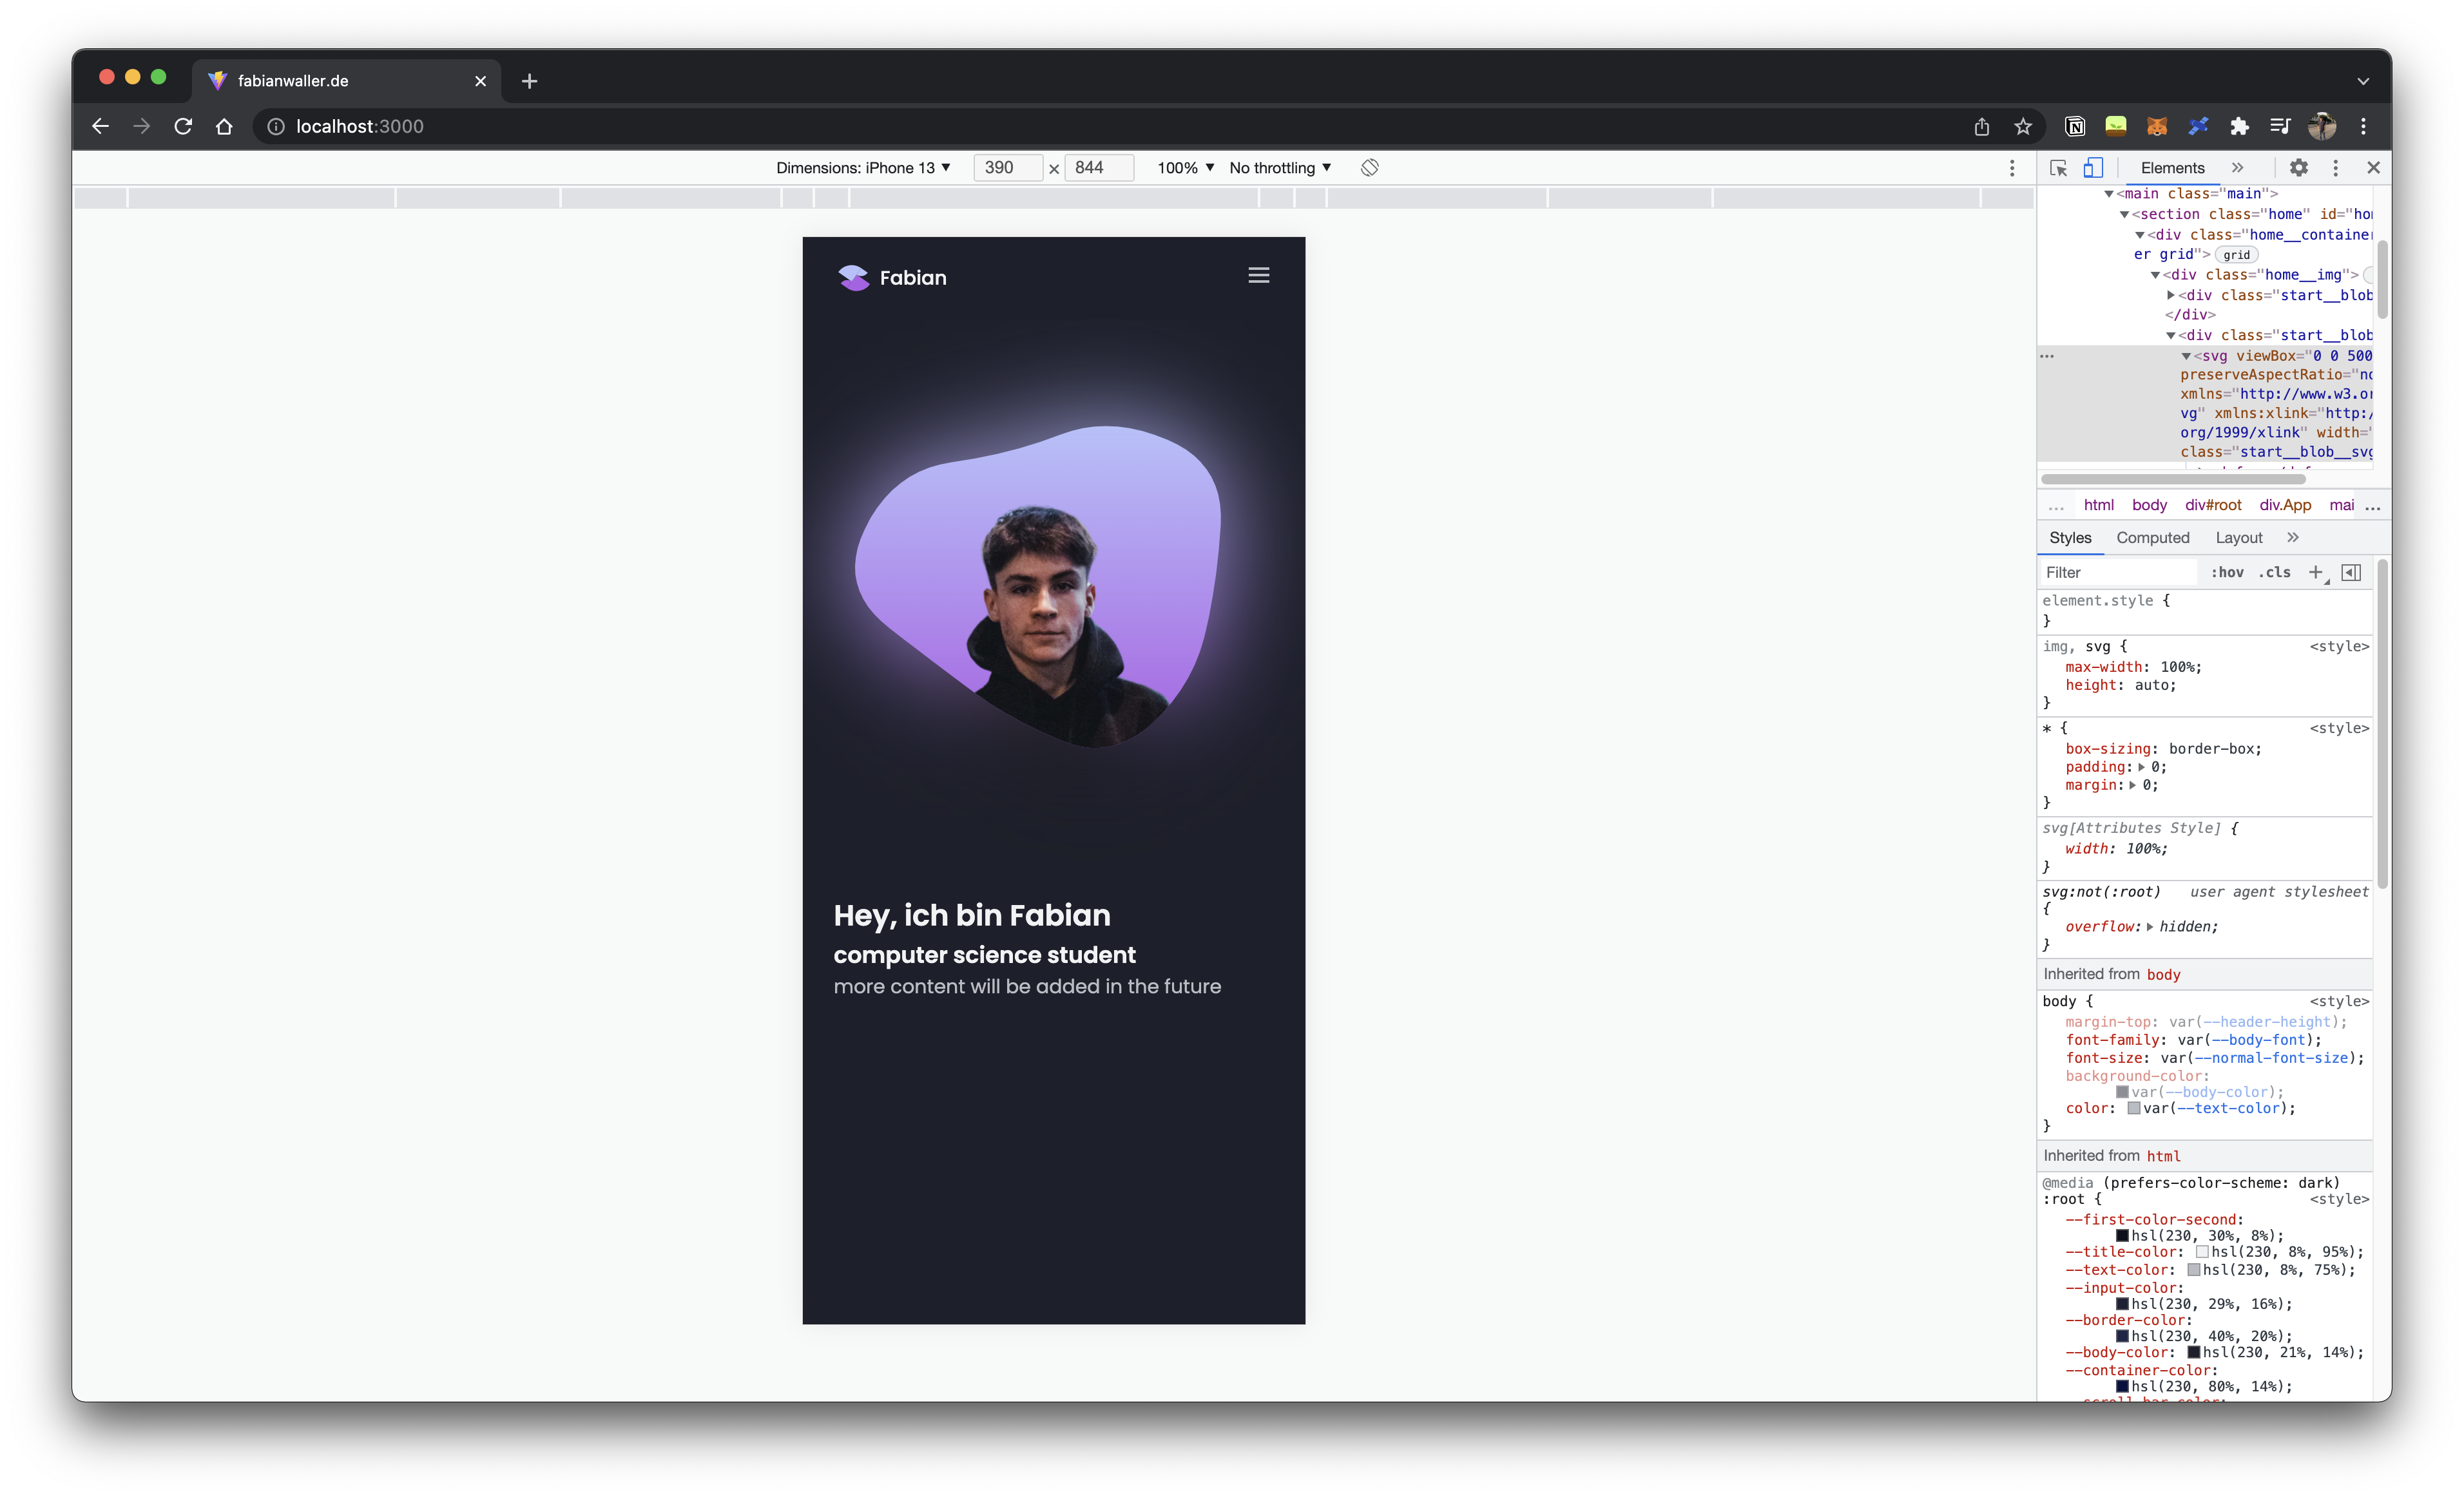 fabianwaller.de
localhost:3000
Dimensions: iPhone 13 390 × 844 100% No throttling
Elements
Fabian
Hey, ich bin Fabian
computer science student
more content will be added in the future
<main class="main">
<section class="home" id="ho
<div class="home__container
er grid"> grid
<div class="home__img">
<div class="start__blob
</div>
<div class="start__blob
<svg viewBox="0 0 500
preserveAspectRatio="no
xmlns="http://www.w3.or
vg" xmlns:xlink="http:/
org/1999/xlink" width="
class="start__blob__svg
... html body div#root div.App mai ...
Styles Computed Layout
Filter :hov .cls
element.style {
}
img, svg { <style>
max-width: 100%;
height: auto;
}
* { <style>
box-sizing: border-box;
padding: 0;
margin: 0;
}
svg[Attributes Style] {
width: 100%;
}
svg:not(:root) user agent stylesheet
{
overflow: hidden;
}
Inherited from body
body { <style>
margin-top: var(--header-height);
font-family: var(--body-font);
font-size: var(--normal-font-size);
background-color:
var(--body-color);
color: var(--text-color);
}
Inherited from html
@media (prefers-color-scheme: dark)
:root { <style>
--first-color-second:
hsl(230, 30%, 8%);
--title-color: hsl(230, 8%, 95%);
--text-color: hsl(230, 8%, 75%);
--input-color:
hsl(230, 29%, 16%);
--border-color:
hsl(230, 40%, 20%);
--body-color: hsl(230, 21%, 14%);
--container-color:
hsl(230, 80%, 14%);